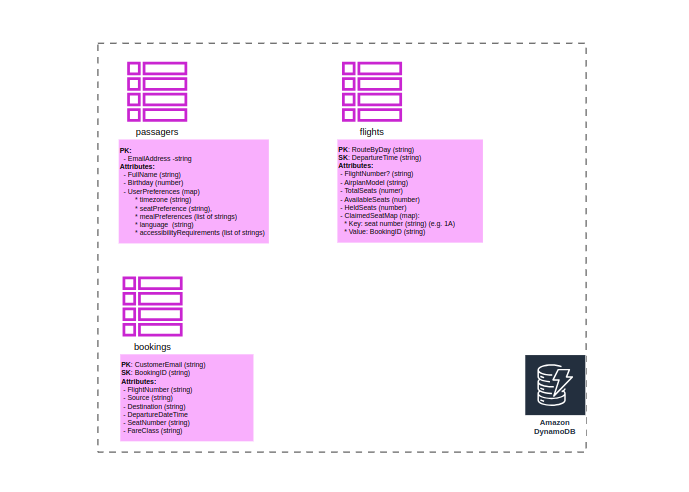 passagers
PK:
- EmailAddress -string
Attributes:
- FullName (string)
- Birthday (number)
- UserPreferences (map)
* timezone (string)
* seatPreference (string),
* mealPreferences (list of strings)
* language  (string)
* accessibilityRequirements (list of strings)
flights
PK: RouteByDay (string)
SK: DepartureTime (string)
Attributes:
- FlightNumber? (string)
- AirplanModel (string)
- TotalSeats (numer)
- AvailableSeats (number)
- HeldSeats (number)
- ClaimedSeatMap (map):
* Key: seat number (string) (e.g. 1A)
* Value: BookingID (string)
bookings
PK: CustomerEmail (string)
SK: BookingID (string)
Attributes:
- FlightNumber (string)
- Source (string)
- Destination (string)
- DepartureDateTime
- SeatNumber (string)
- FareClass (string)
Amazon
DynamoDB